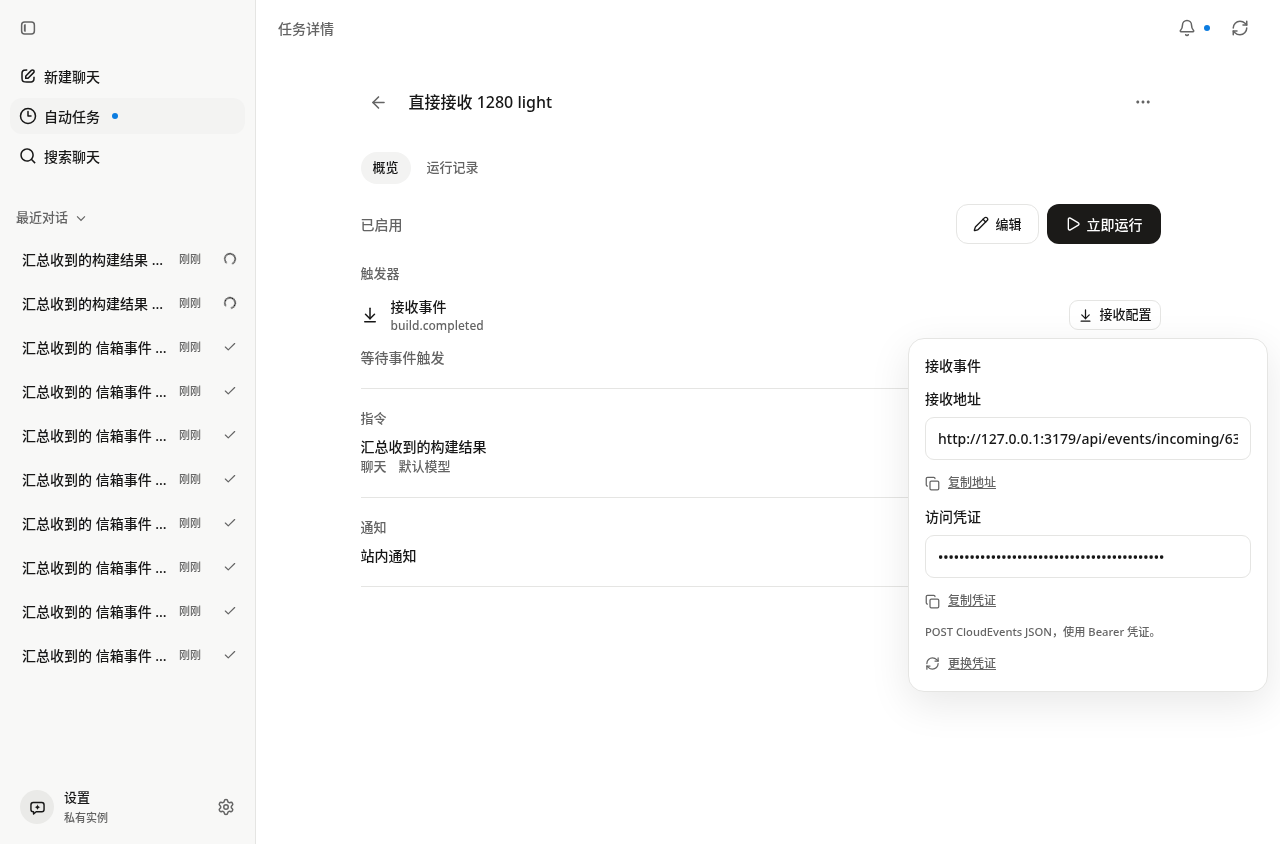 任务详情
新建聊天
自动任务
搜索聊天
最近对话
汇总收到的构建结果 ... 刚刚
汇总收到的构建结果 ... 刚刚
汇总收到的 信箱事件 ... 刚刚
汇总收到的 信箱事件 ... 刚刚
汇总收到的 信箱事件 ... 刚刚
汇总收到的 信箱事件 ... 刚刚
汇总收到的 信箱事件 ... 刚刚
汇总收到的 信箱事件 ... 刚刚
汇总收到的 信箱事件 ... 刚刚
汇总收到的 信箱事件 ... 刚刚
设置
私有实例
直接接收 1280 light
概览 运行记录
已启用 编辑 立即运行
触发器
接收事件
build.completed
接收配置
等待事件触发
指令
汇总收到的构建结果
聊天 默认模型
通知
站内通知
接收事件
接收地址
http://127.0.0.1:3179/api/events/incoming/63
复制地址
访问凭证
•••••••••••••••••••••••••••••••••••••••••••
复制凭证
POST CloudEvents JSON，使用 Bearer 凭证。
更换凭证